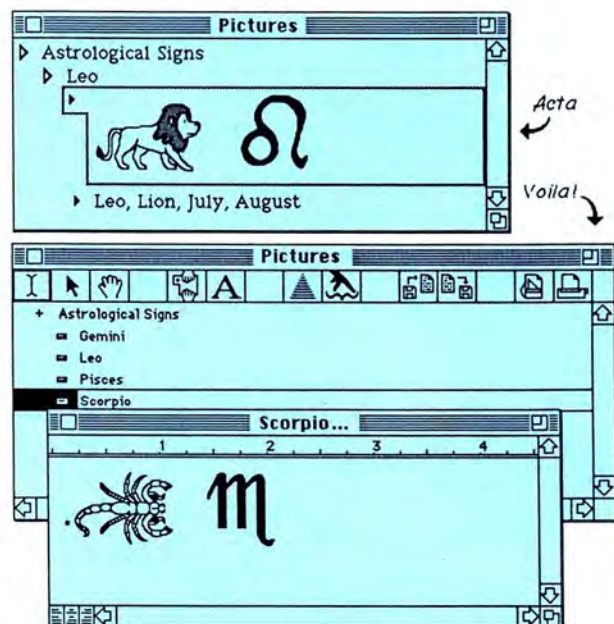 Pictures
Astrological Signs
Leo
Leo, Lion, July, August
Acta
Voila!
Pictures
A
+ Astrological Signs
Gemini
Leo
Pisces
Scorpio
Scorpio...
1 2 3 4